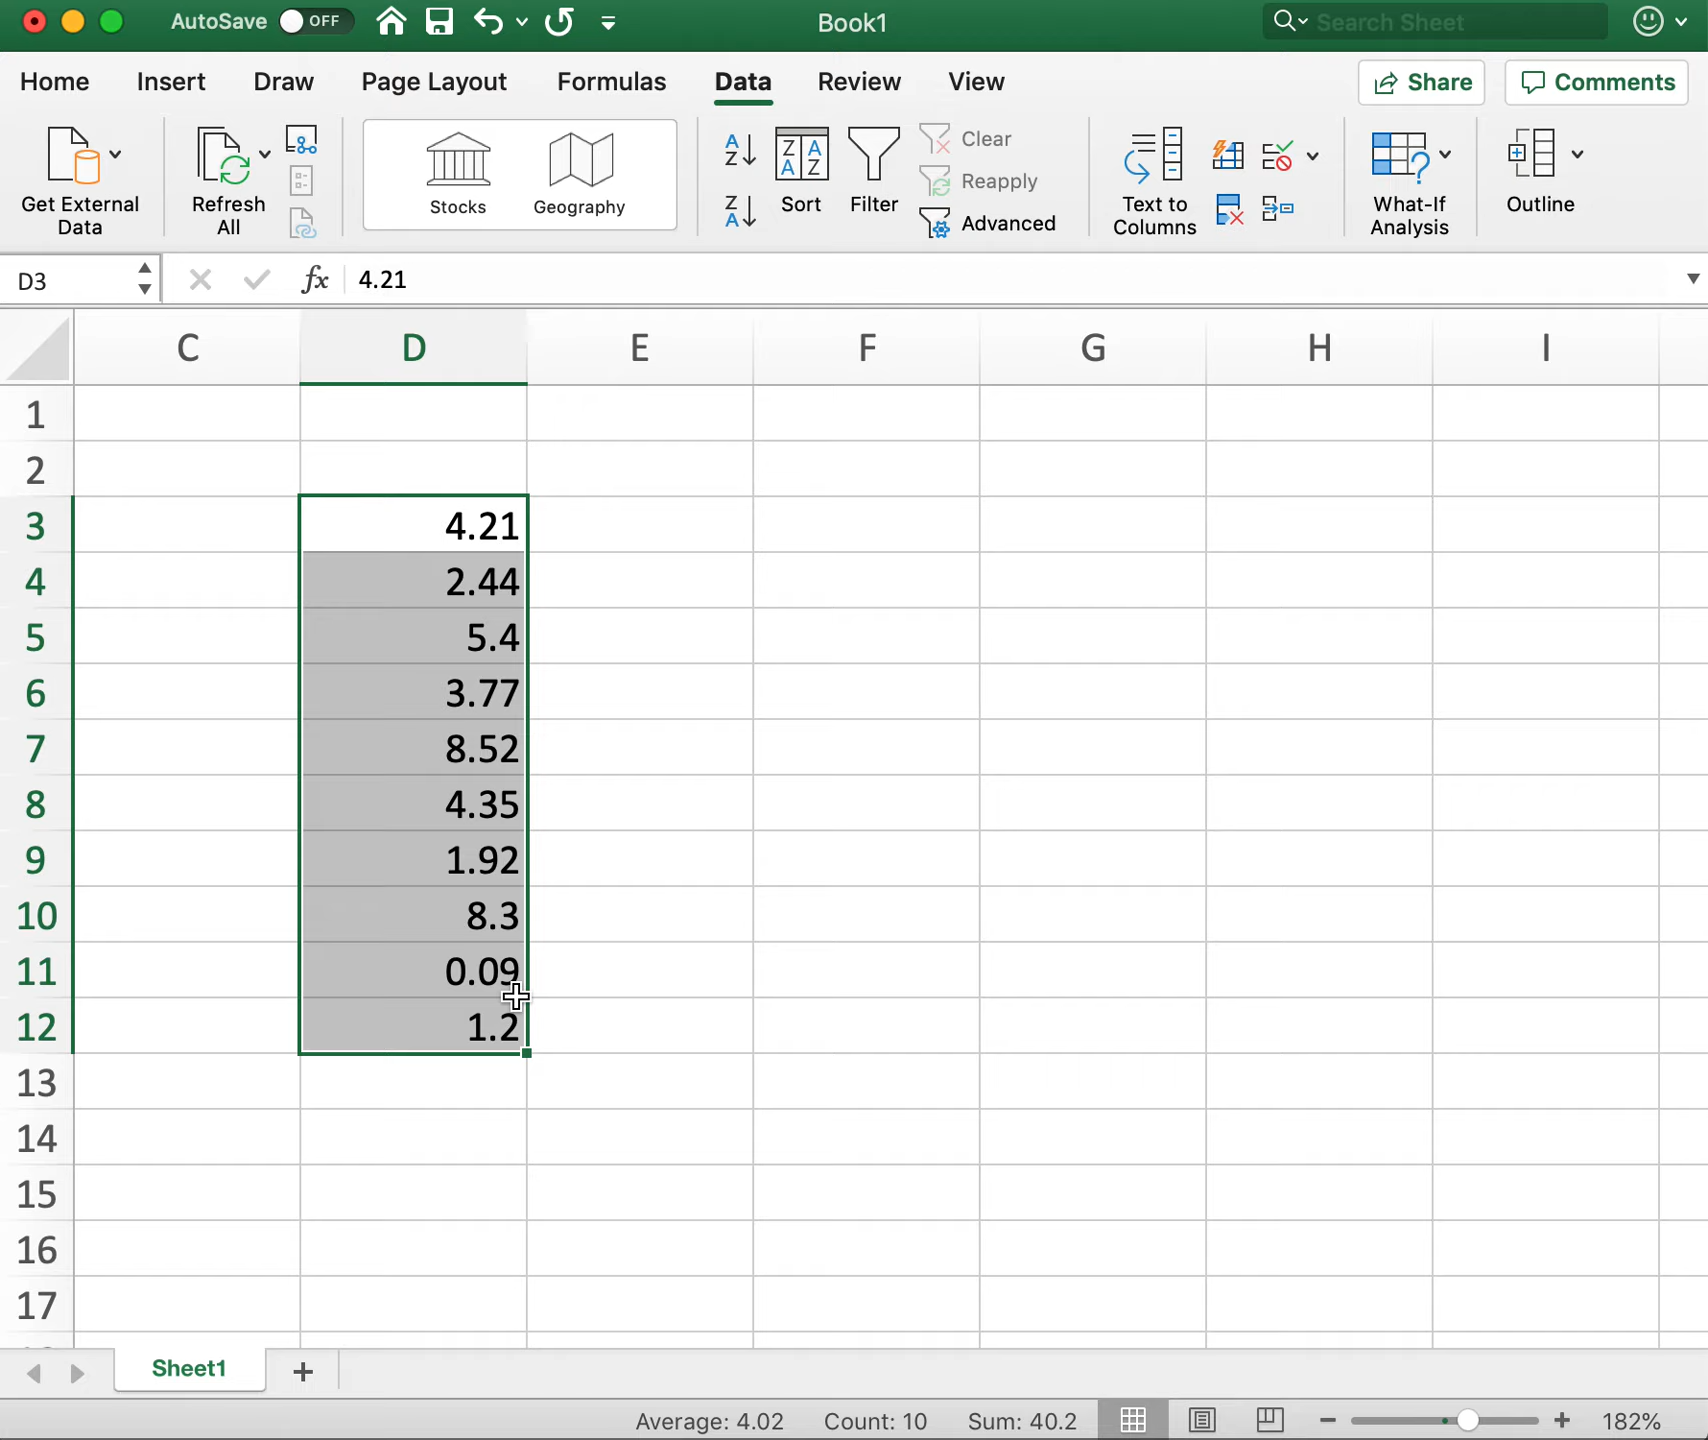 AutoSave OFF Book1 Search Sheet
Home Insert Draw Page Layout Formulas Data Review View Share Comments
Get External Data
Refresh All
Stocks
Geography
Sort
Filter
Clear
Reapply
Advanced
Text to Columns
What-If Analysis
Outline
D3 fx 4.21
C D E F G H I
1
2
3 4.21
4 2.44
5 5.4
6 3.77
7 8.52
8 4.35
9 1.92
10 8.3
11 0.09
12 1.2
13
14
15
16
17
Sheet1
Average: 4.02 Count: 10 Sum: 40.2 182%